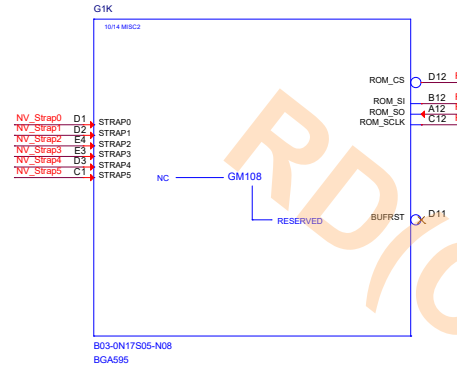 G1K
10/14 MISC2
ROM_CS D12
NV_Strap0 D1 STRAP0 ROM_SI B12
NV_Strap1 D2 STRAP1 ROM_SO A12
NV_Strap2 E4 STRAP2 ROM_SCLK C12
NV_Strap3 E3 STRAP3
NV_Strap4 D3 STRAP4
NV_Strap5 C1 STRAP5
NC GM108
RESERVED BUFRST D11
B03-0N17S05-N08
BGA595
RD(